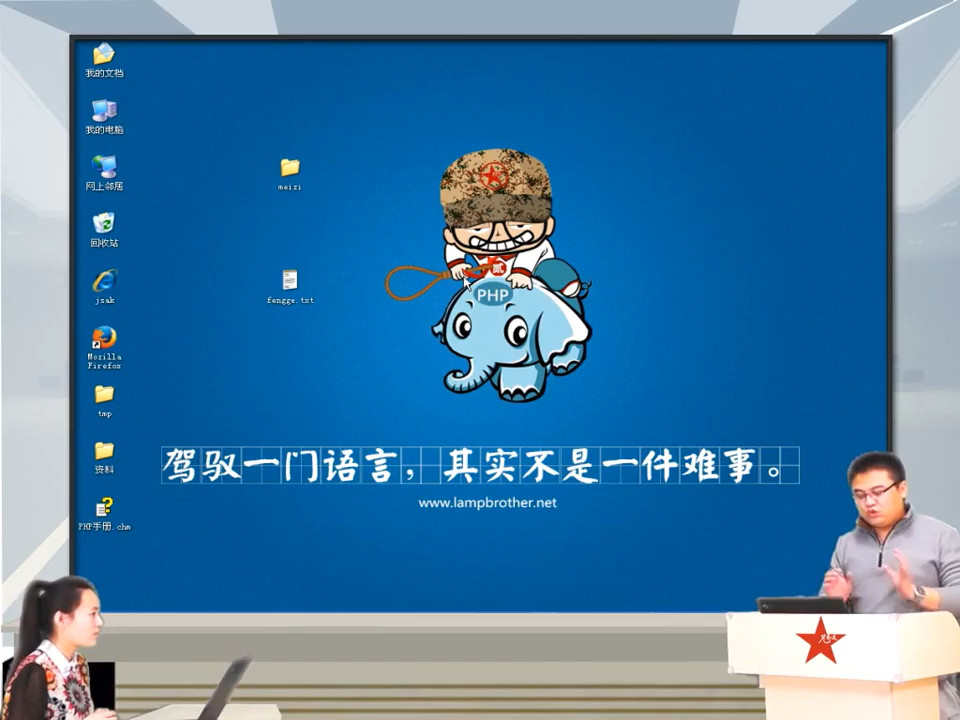 我的文档
我的电脑
网上邻居
回收站
jsak
Mozilla
Firefox
tmp
资料
PHP手册.chm
meizi
fengge.txt
贰
PHP
驾驭一门语言，其实不是一件难事。
www.lampbrother.net